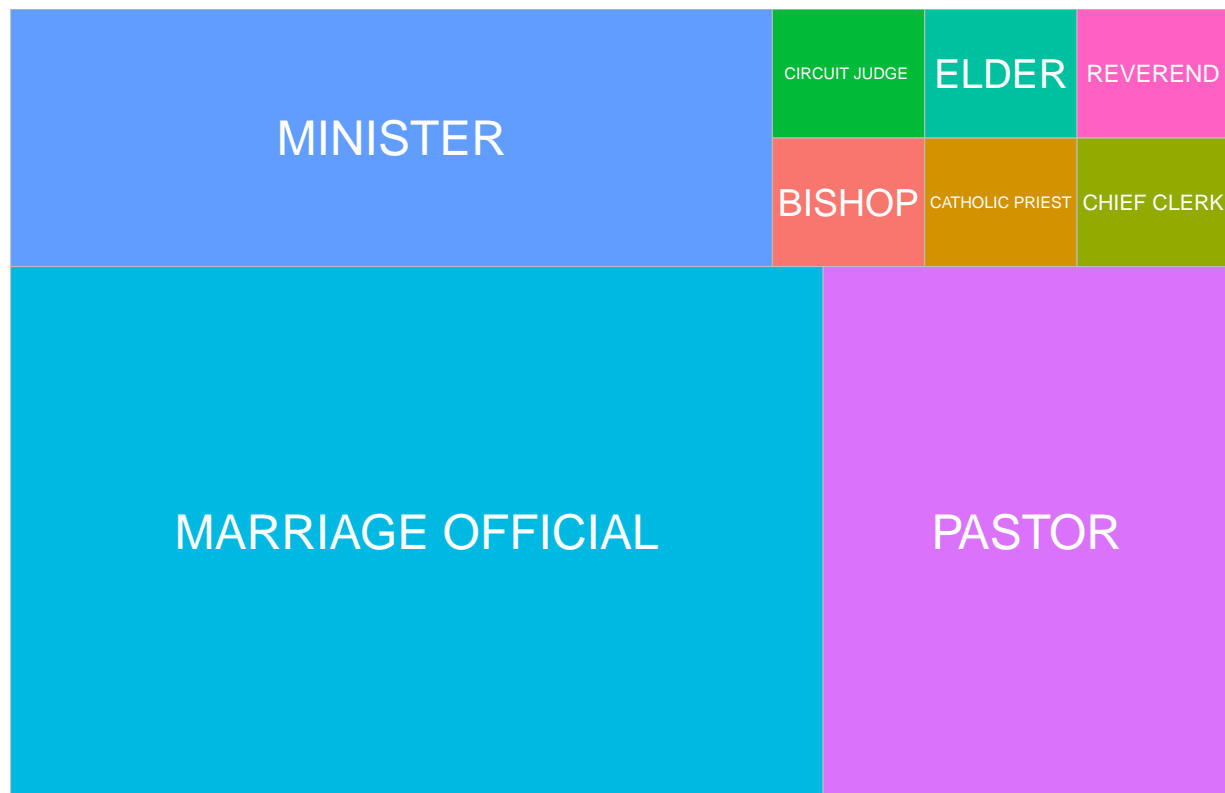 MINISTER
CIRCUIT JUDGE
ELDER
REVEREND
BISHOP
CATHOLIC PRIEST
CHIEF CLERK
MARRIAGE OFFICIAL
PASTOR